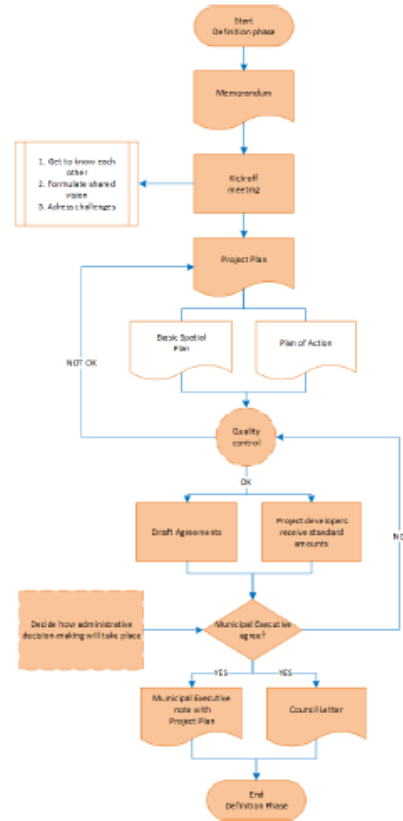 Start
Definition phase
Memorandum
1. Get to know each
other
2. Formulate shared
vision
3. Adress challenges
Kick-off
meeting
Project Plan
Basic Spatial
Plan
Plan of Action
NOT OK
Quality
control
OK
Draft Agreements
Project developers
receive standard
amounts
NO
Decide how administrative
decision-making will take place
Municipal Executive
agree?
YES
YES
Municipal Executive
note with
Project Plan
Council Letter
End
Definition Phase